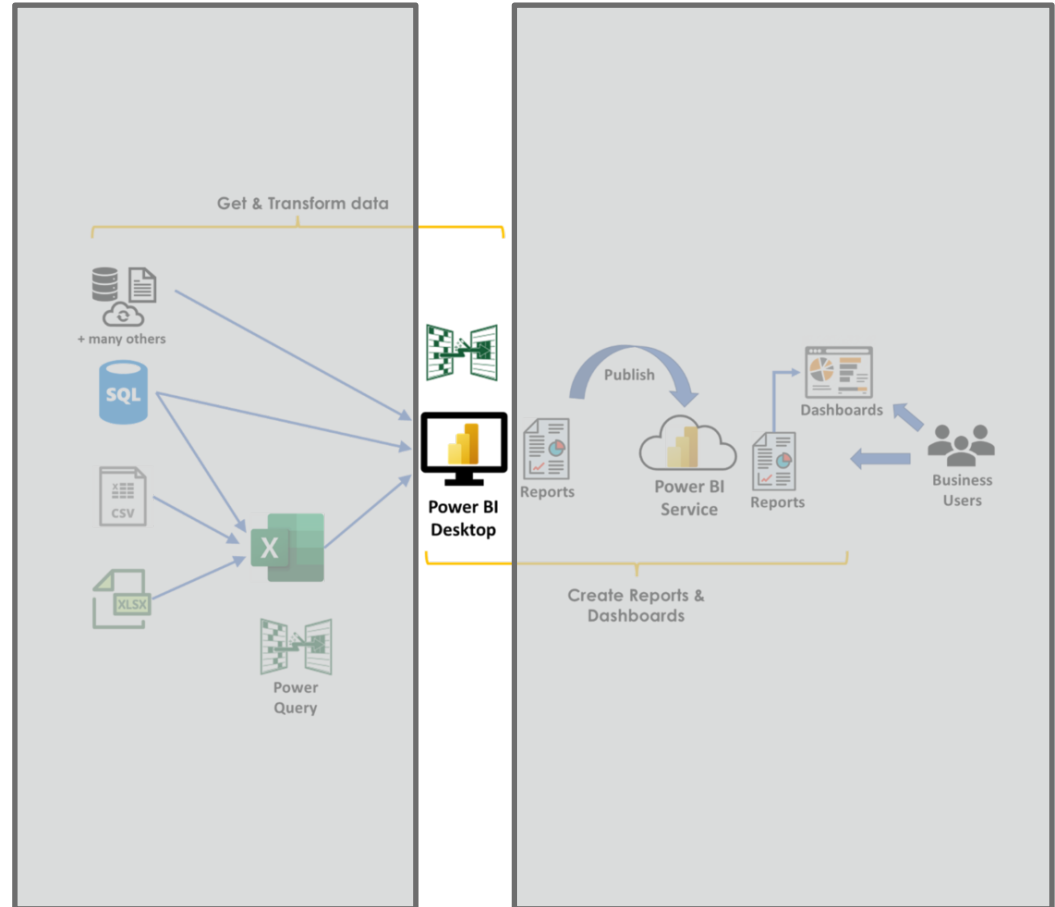 Get & Transform data
+ many others
SQL
CSV
XLSX
X
Power
Query
Power BI
Desktop
Reports
Publish
Power BI
Service
Reports
Dashboards
Business
Users
Create Reports &
Dashboards